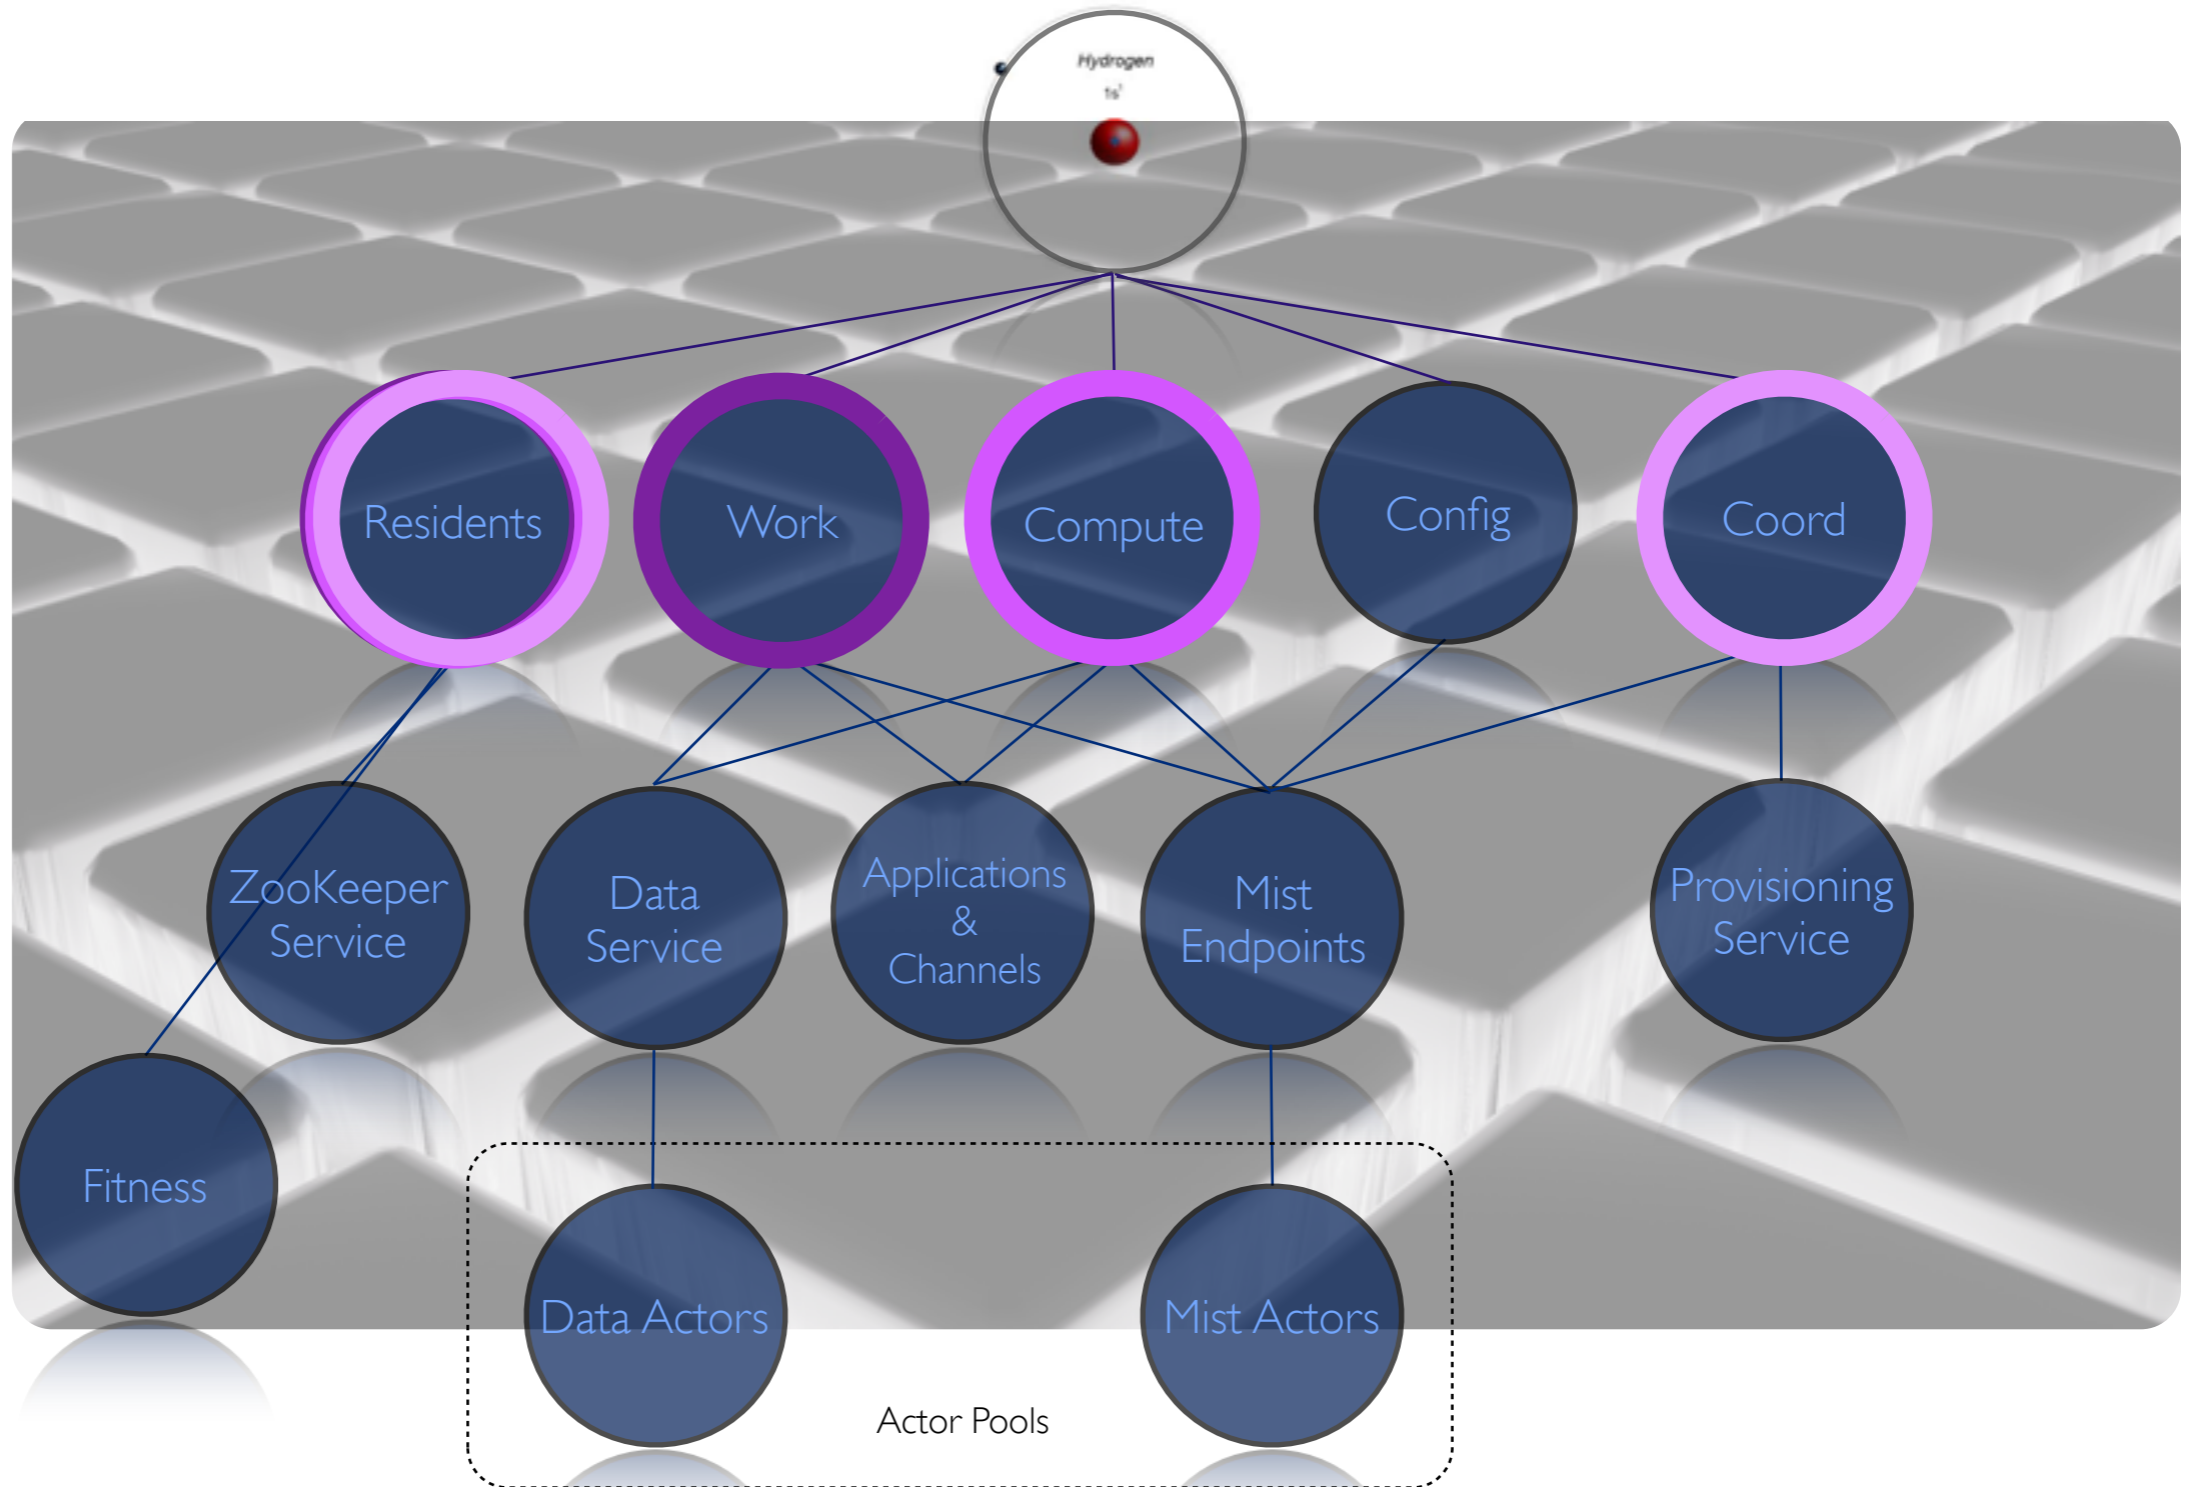 Hydrogen
1s¹
Residents
Work
Compute
Config
Coord
ZooKeeper
Service
Data
Service
Applications
&
Channels
Mist
Endpoints
Provisioning
Service
Fitness
Data Actors
Mist Actors
Actor Pools